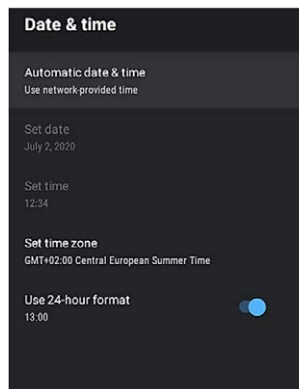 Date & time
Automatic date & time
Use network-provided time
Set date
July 2, 2020
Set time
12:34
Set time zone
GMT+02:00 Central European Summer Time
Use 24-hour format
13:00